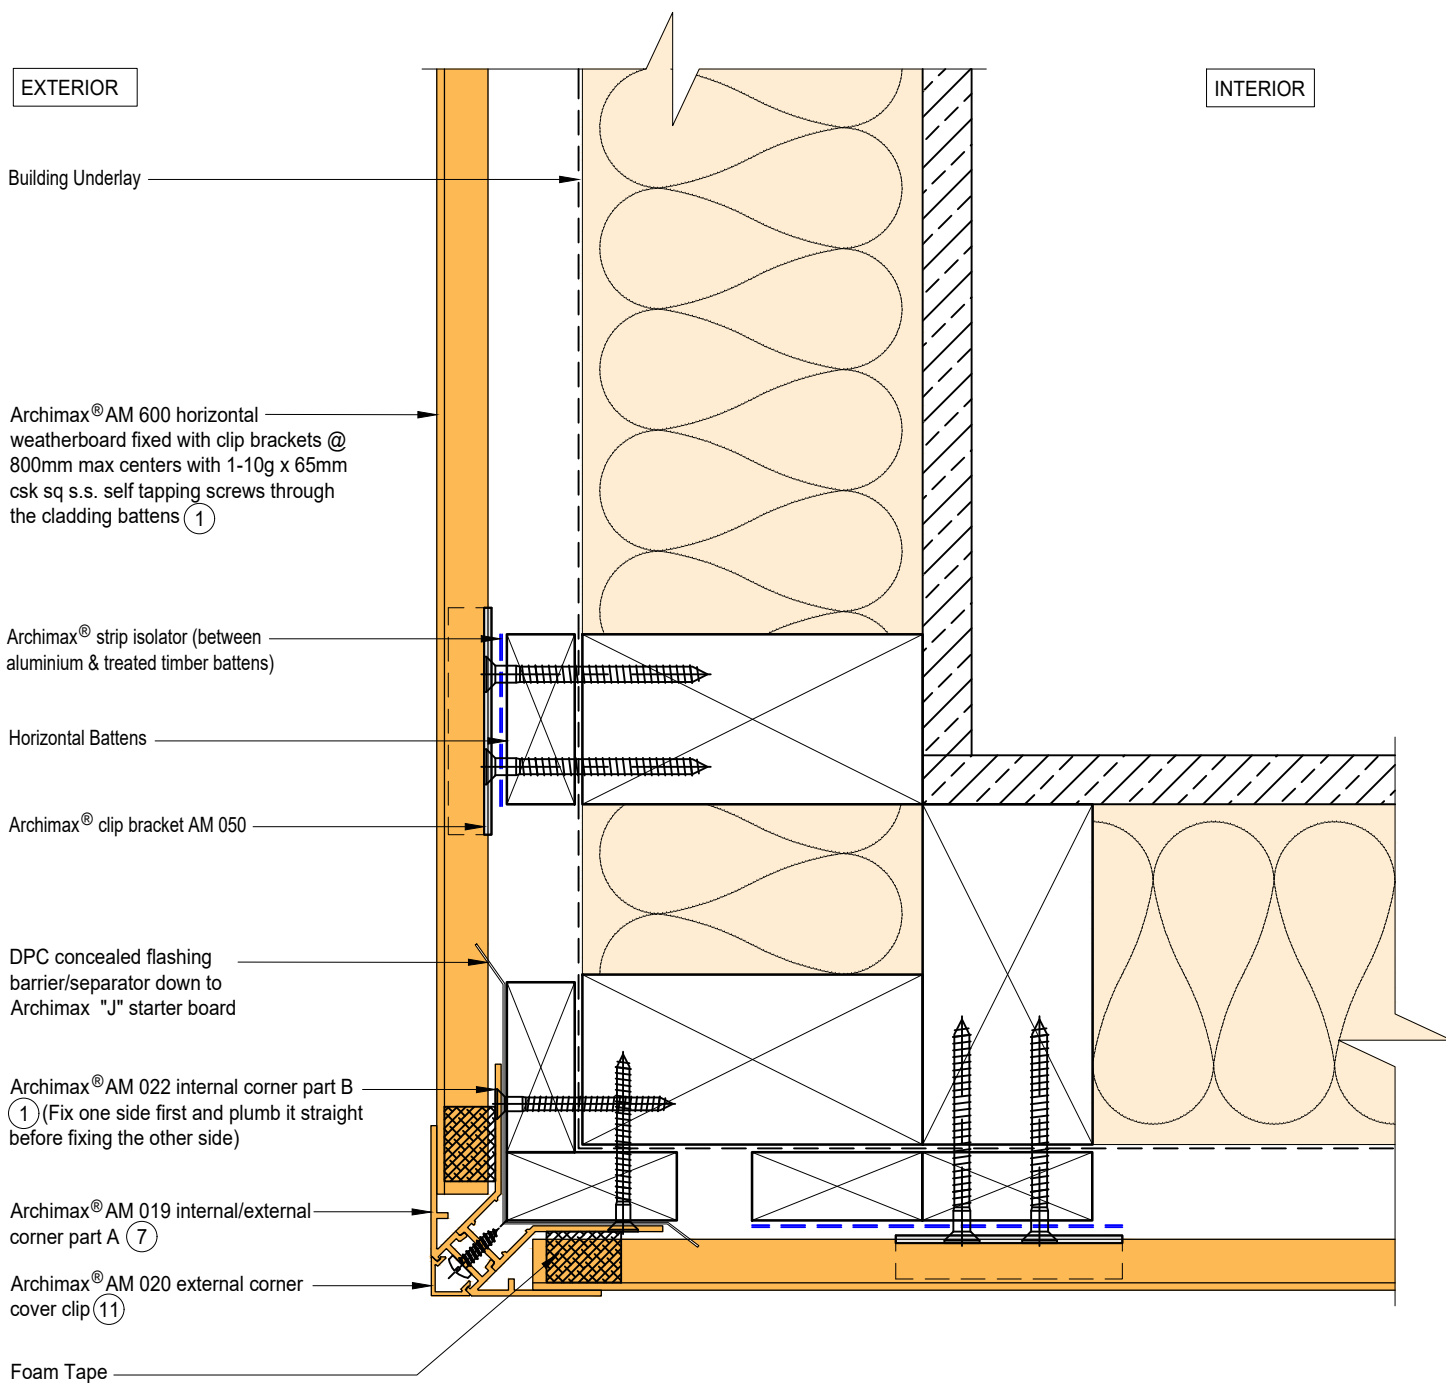 EXTERIOR
INTERIOR
Building Underlay
Archimax® AM 600 horizontal
weatherboard fixed with clip brackets @
800mm max centers with 1-10g x 65mm
csk sq s.s. self tapping screws through
the cladding battens 1
Archimax® strip isolator (between
aluminium & treated timber battens)
Horizontal Battens
Archimax® clip bracket AM 050
DPC concealed flashing
barrier/separator down to
Archimax "J" starter board
Archimax® AM 022 internal corner part B
1 (Fix one side first and plumb it straight
before fixing the other side)
Archimax® AM 019 internal/external
corner part A 7
Archimax® AM 020 external corner
cover clip 11
Foam Tape